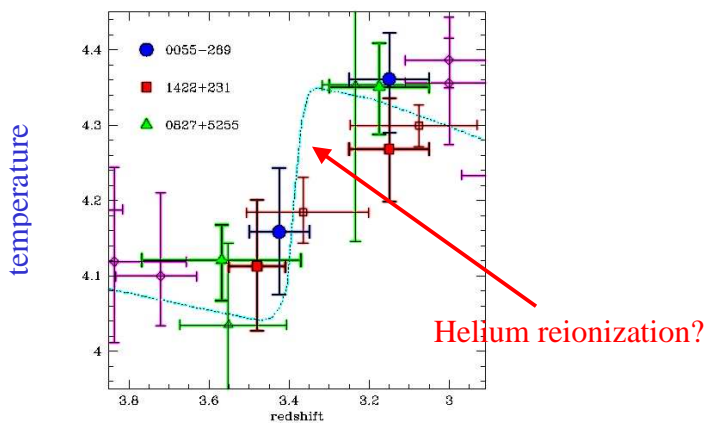 temperature
4.4
4.3
4.2
4.1
4
0055-269
1422+231
0827+5255
Helium reionization?
3.8 3.6 3.4 3.2 3
redshift